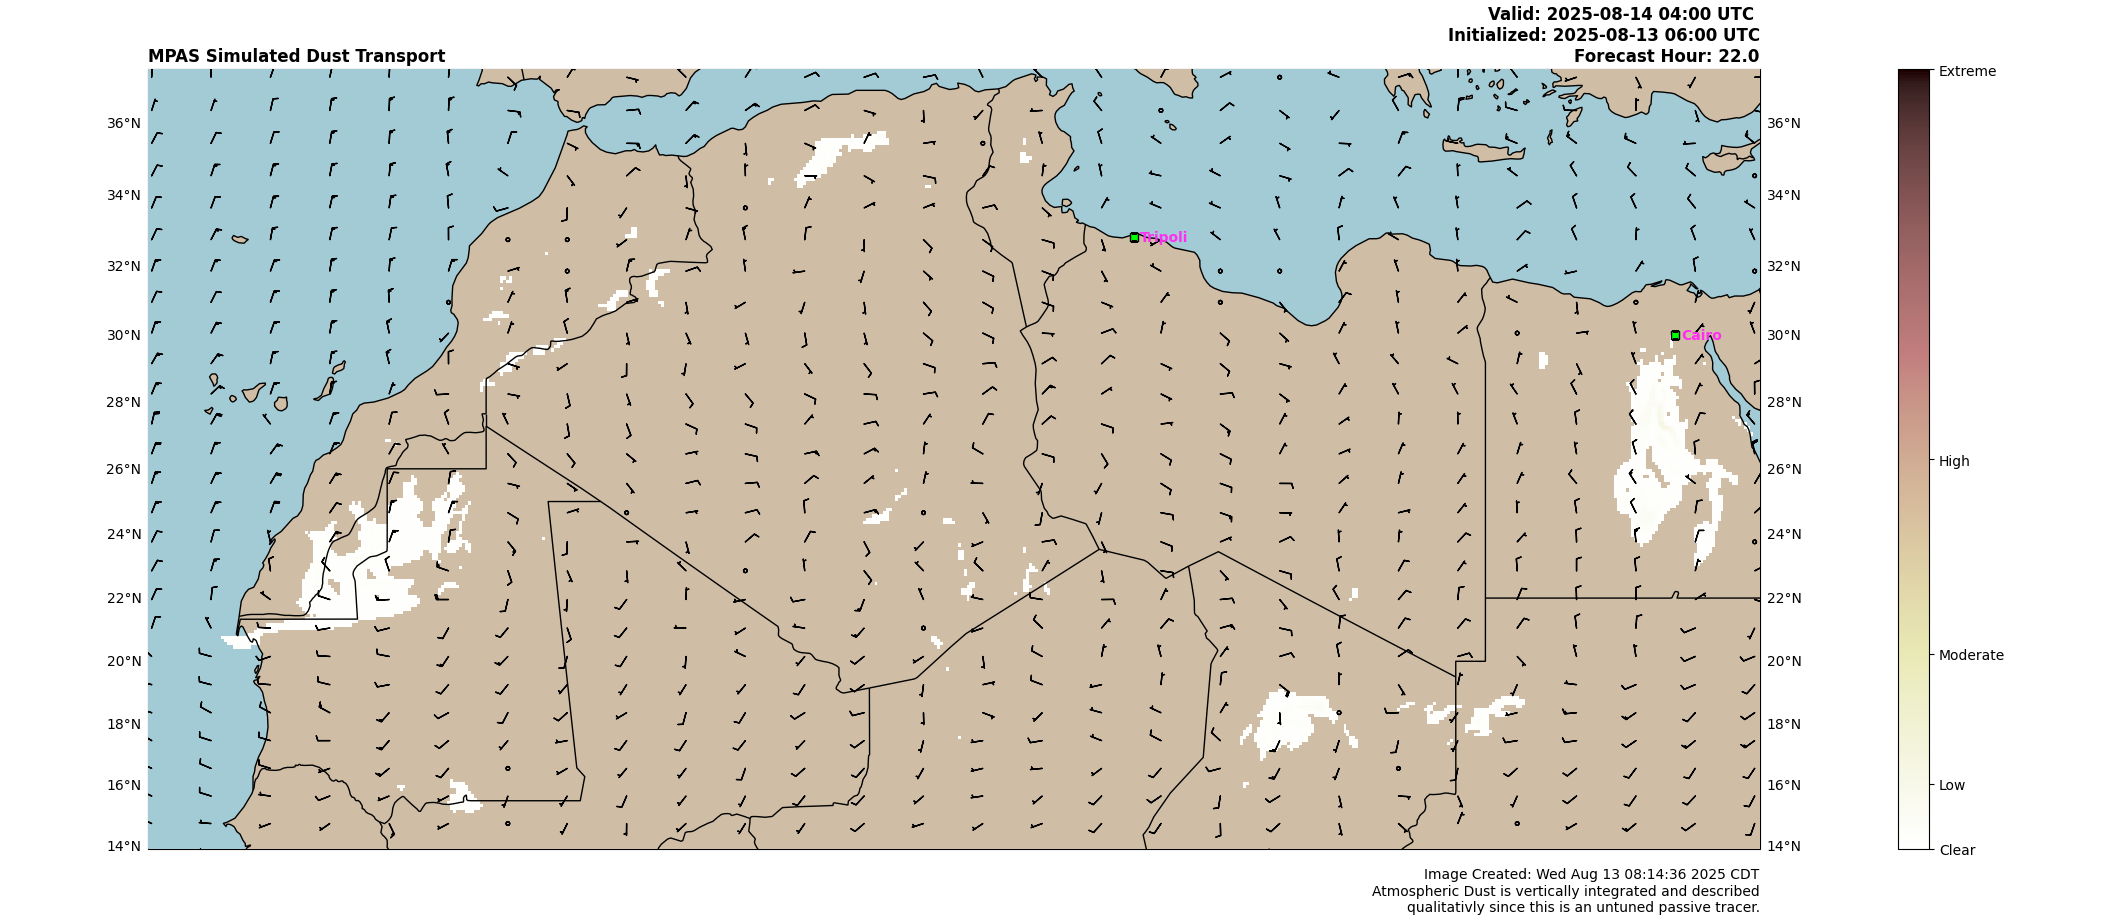 Valid: 2025-08-14 04:00 UTC
Initialized: 2025-08-13 06:00 UTC
MPAS Simulated Dust Transport
Forecast Hour: 22.0
Extreme
36°N
36°N
34°N
34°N
Tripoli
32°N
32°N
30°N
Cairo
30°N
28°N
28°N
26°N
26°N
High
24°N
24°N
22°N
22°N
20°N
20°N
Moderate
18°N
18°N
16°N
16°N
Low
14°N
14°N
Clear
Image Created: Wed Aug 13 08:14:36 2025 CDT
Atmospheric Dust is vertically integrated and described
qualitativly since this is an untuned passive tracer.